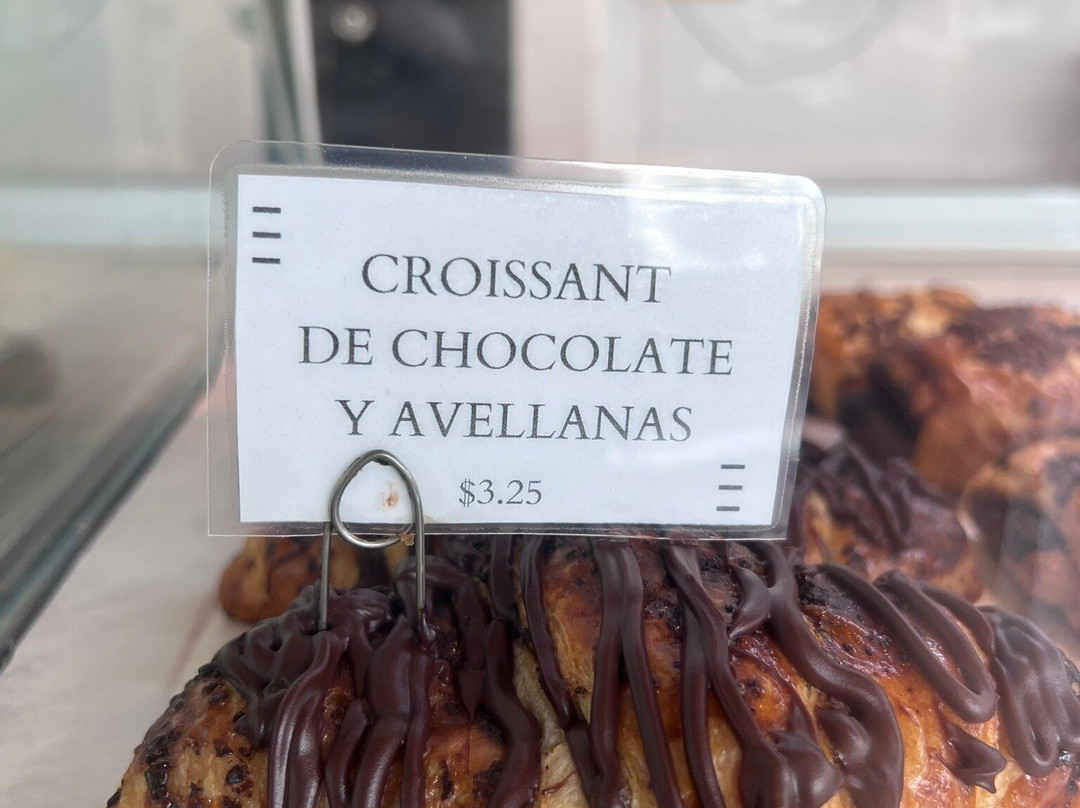 CROISSANT
DE CHOCOLATE
Y AVELLANAS
$3.25